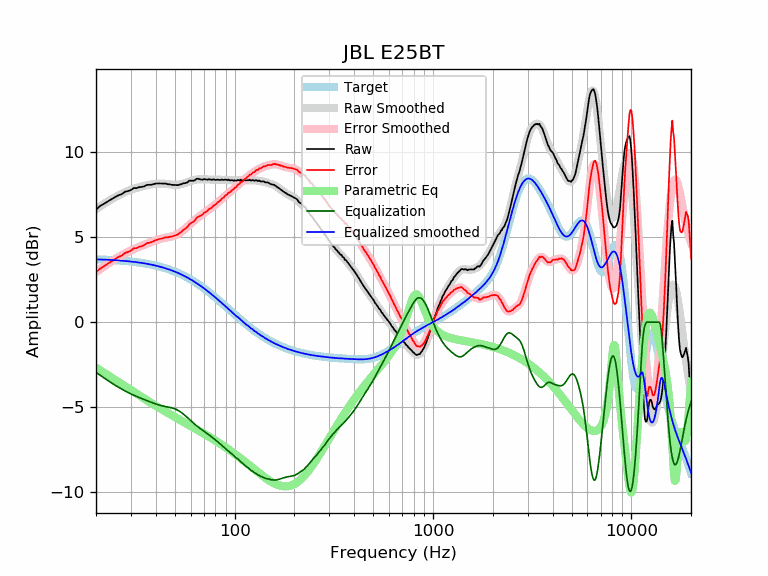 JBL E25BT
Target
Raw Smoothed
Error Smoothed
Raw
Error
Parametric Eq
Equalization
Equalized smoothed
Amplitude (dBr)
10
5
0
−5
−10
100 1000 10000
Frequency (Hz)